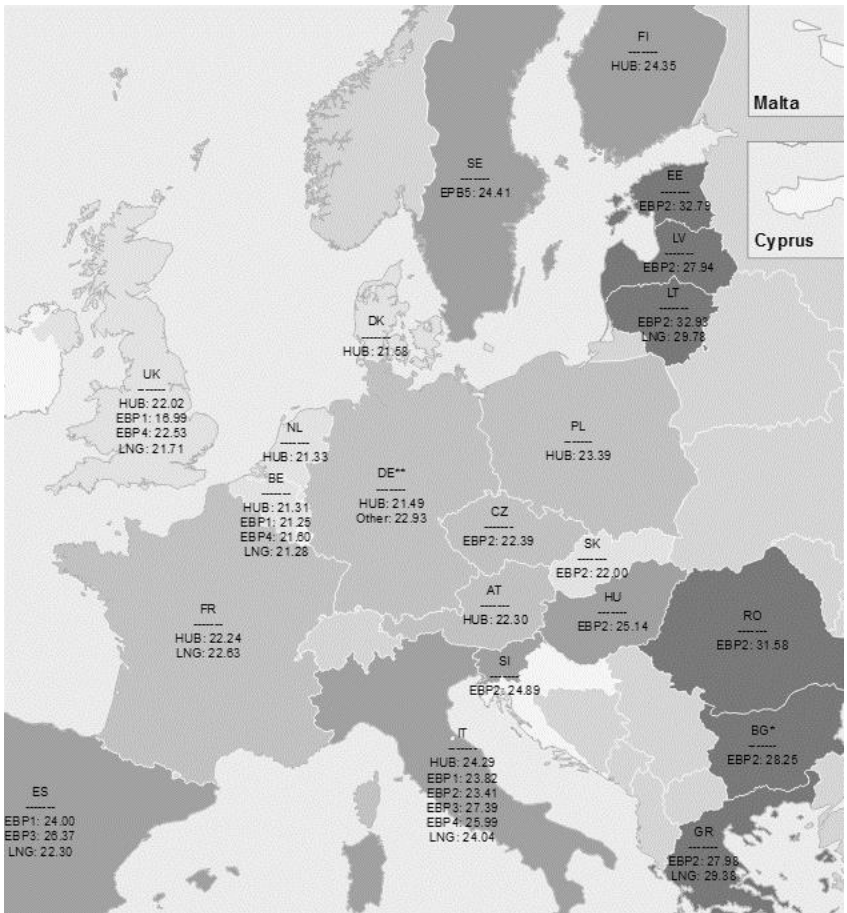 FI
-------
HUB: 24.35
Malta
SE
-------
EPB5: 24.41
EE
-------
EBP2: 32.79
Cyprus
LV
-------
EBP2: 27.94
LT
-------
EBP2: 32.93
LNG: 29.78
DK
-------
HUB: 21.58
UK
-------
HUB: 22.02
EBP1: 16.99
EBP4: 22.53
LNG: 21.71
NL
-------
HUB: 21.33
PL
-------
HUB: 23.39
BE
-------
HUB: 21.31
EBP1: 21.25
EBP4: 21.60
LNG: 21.28
DE**
-------
HUB: 21.49
Other: 22.93
CZ
-------
EBP2: 22.39
SK
-------
EBP2: 22.00
FR
-------
HUB: 22.24
LNG: 22.63
AT
-------
HUB: 22.30
HU
-------
EBP2: 25.14
RO
-------
EBP2: 31.58
SI
-------
EBP2: 24.89
IT
-------
HUB: 24.29
EBP1: 23.82
EBP2: 23.41
EBP3: 27.39
EBP4: 25.99
LNG: 24.04
BG*
-------
EBP2: 28.25
ES
-------
EBP1: 24.00
EBP3: 26.37
LNG: 22.30
GR
-------
EBP2: 27.98
LNG: 29.38